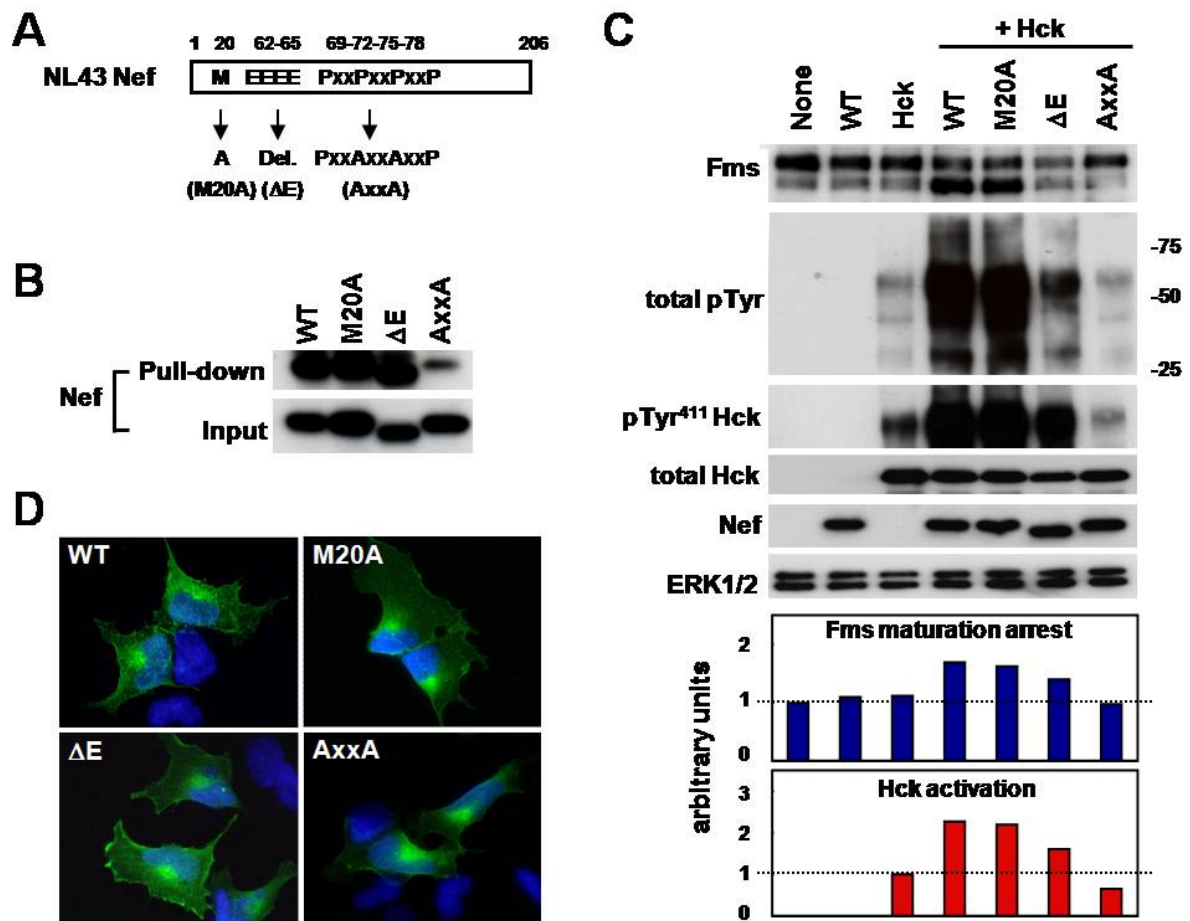 A
1 20 62-65 69-72-75-78 206
NL43 Nef
M EEEE PxxPxxPxxP
A Del. PxxAxxAxxP
(M20A) (ΔE) (AxxA)
B
WT M20A ΔE AxxA
Nef
Pull-down
Input
C
+ Hck
None WT Hck WT M20A ΔE AxxA
Fms
total pTyr
-75
-50
-25
pTyr⁴¹¹ Hck
total Hck
Nef
ERK1/2
arbitrary units
Fms maturation arrest
2
1
0
Hck activation
3
2
1
0
D
WT
M20A
ΔE
AxxA